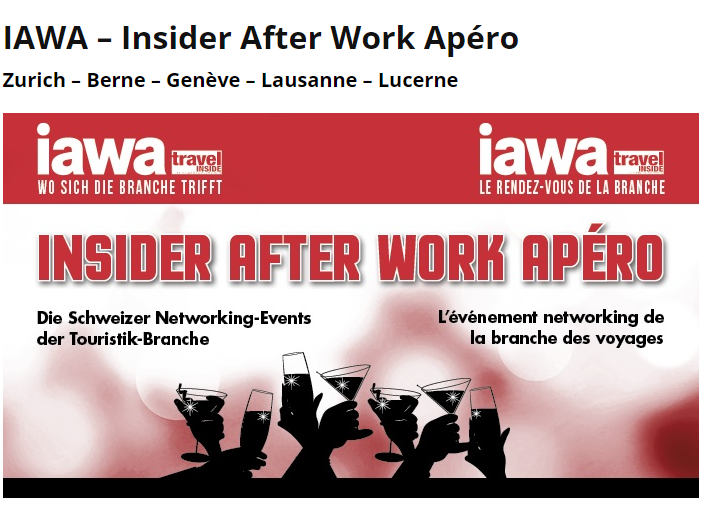 IAWA – Insider After Work Apéro
Zurich – Berne – Genève – Lausanne – Lucerne
iawa travel INSIDE
WO SICH DIE BRANCHE TRIFFT
iawa travel INSIDE
LE RENDEZ-VOUS DE LA BRANCHE
INSIDER AFTER WORK APÉRO
Die Schweizer Networking-Events
der Touristik-Branche
L'événement networking de
la branche des voyages